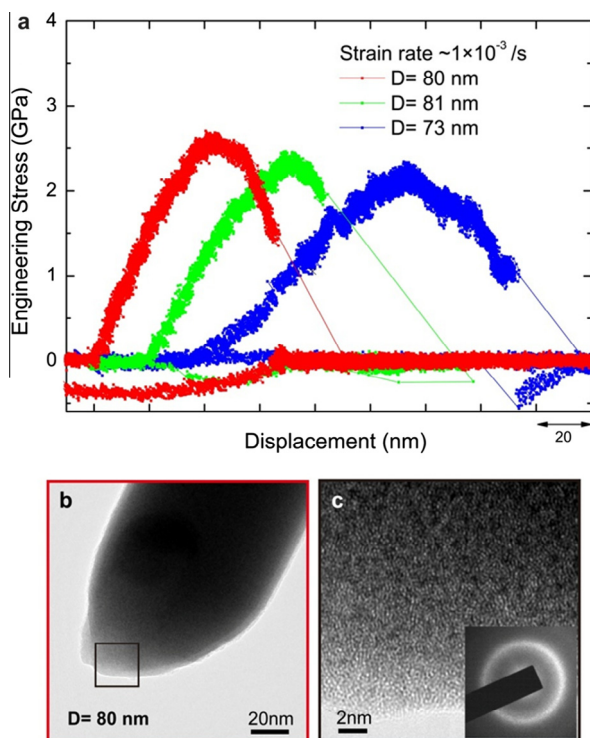 a
Strain rate ~1×10⁻³ /s
D= 80 nm
D= 81 nm
D= 73 nm
Engineering Stress (GPa)
4
3
2
1
0
Displacement (nm)
20
b
D= 80 nm
20nm
c
2nm